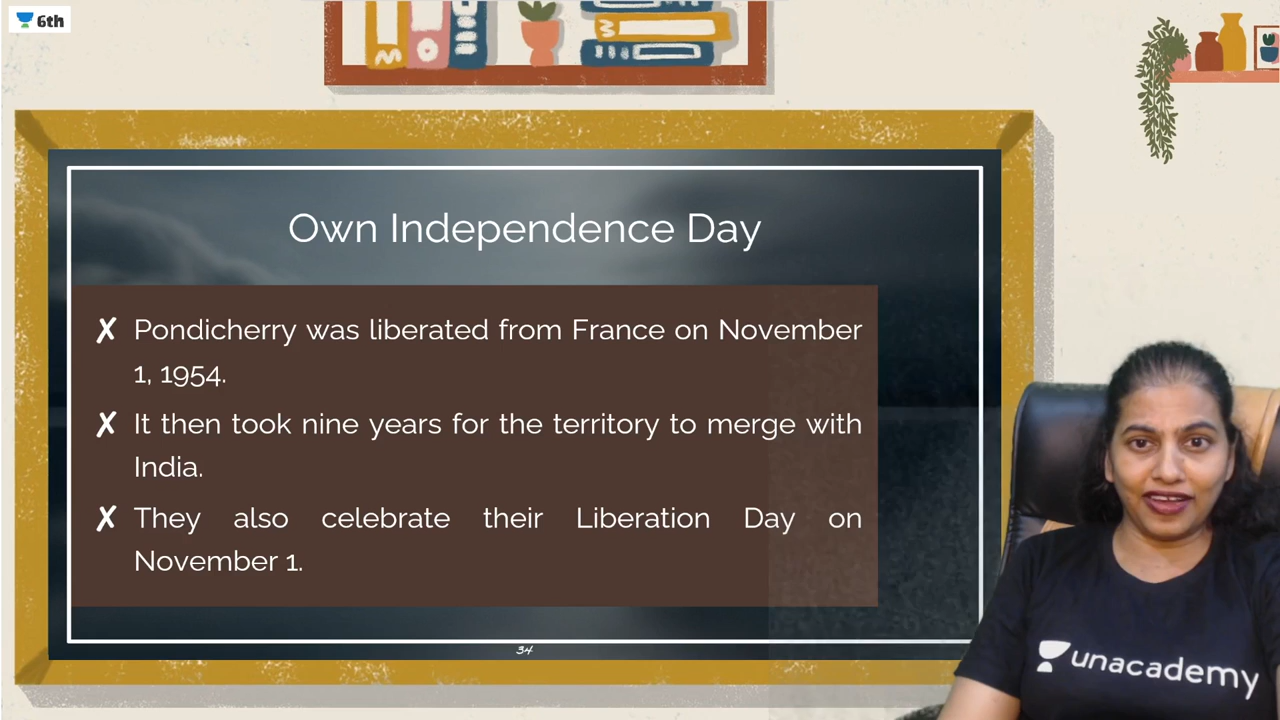 6th
Own Independence Day
✗ Pondicherry was liberated from France on November
1, 1954.
✗ It then took nine years for the territory to merge with
India.
✗ They also celebrate their Liberation Day on
November 1.
34
unacademy